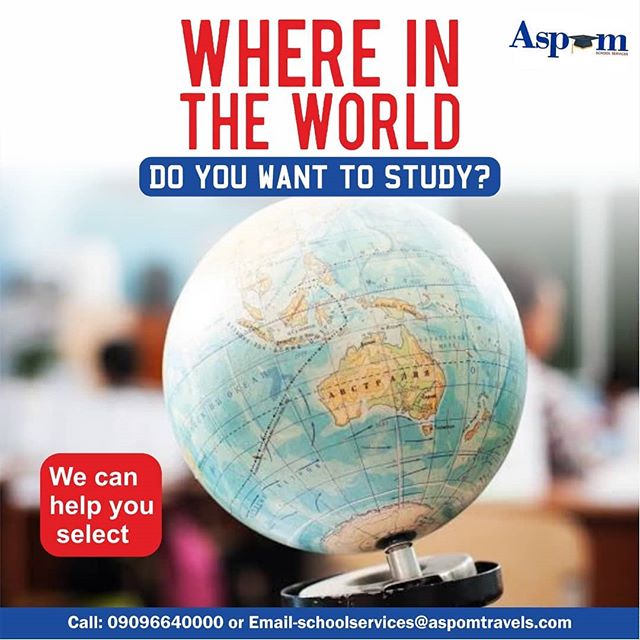 WHERE IN
THE WORLD
Aspom
SCHOOL SERVICES
DO YOU WANT TO STUDY?
АВСТРАЛИЯ
We can
help you
select
Call: 09096640000 or Email-schoolservices@aspomtravels.com